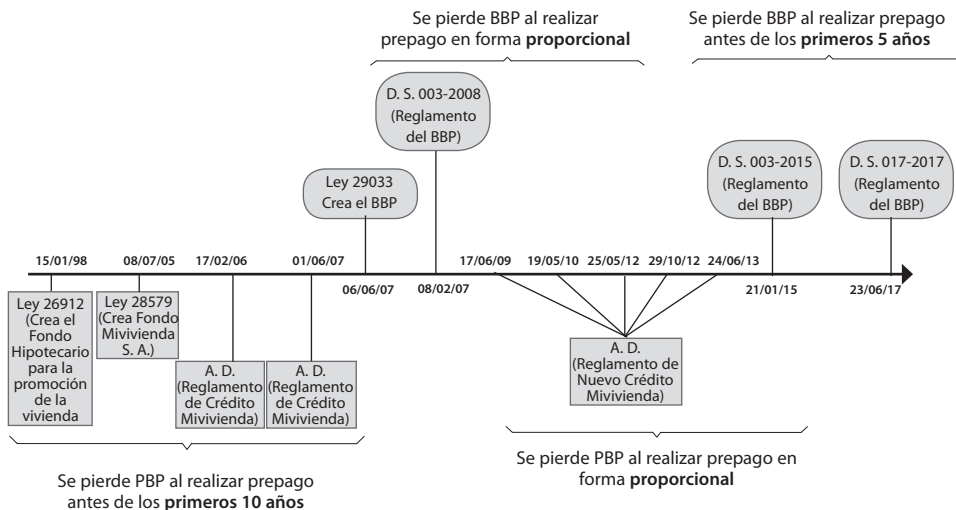 Se pierde BBP al realizar
prepago en forma proporcional
Se pierde BBP al realizar prepago
antes de los primeros 5 años
D. S. 003-2008
(Reglamento
del BBP)
Ley 29033
Crea el BBP
D. S. 003-2015
(Reglamento
del BBP)
D. S. 017-2017
(Reglamento
del BBP)
15/01/98
08/07/05
17/02/06
01/06/07
06/06/07
08/02/07
17/06/09
19/05/10
25/05/12
29/10/12
24/06/13
21/01/15
23/06/17
Ley 26912
(Crea el
Fondo
Hipotecario
para la
promoción
de la
vivienda
Ley 28579
(Crea Fondo
Mivivienda
S. A.)
A. D.
(Reglamento
de Crédito
Mivivienda)
A. D.
(Reglamento
de Crédito
Mivivienda)
A. D.
(Reglamento de
Nuevo Crédito
Mivivienda)
Se pierde PBP al realizar prepago
antes de los primeros 10 años
Se pierde PBP al realizar prepago en
forma proporcional